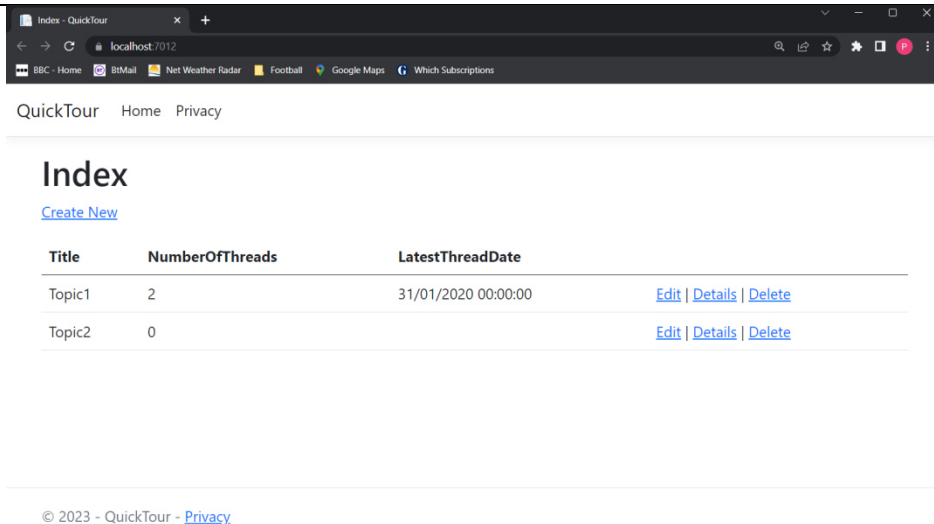 Index - QuickTour
localhost:7012
P
BBC - Home BtMail Net Weather Radar Football Google Maps G Which Subscriptions
QuickTour Home Privacy
Index
Create New
Title NumberOfThreads LatestThreadDate
Topic1 2 31/01/2020 00:00:00 Edit | Details | Delete
Topic2 0 Edit | Details | Delete
© 2023 - QuickTour - Privacy